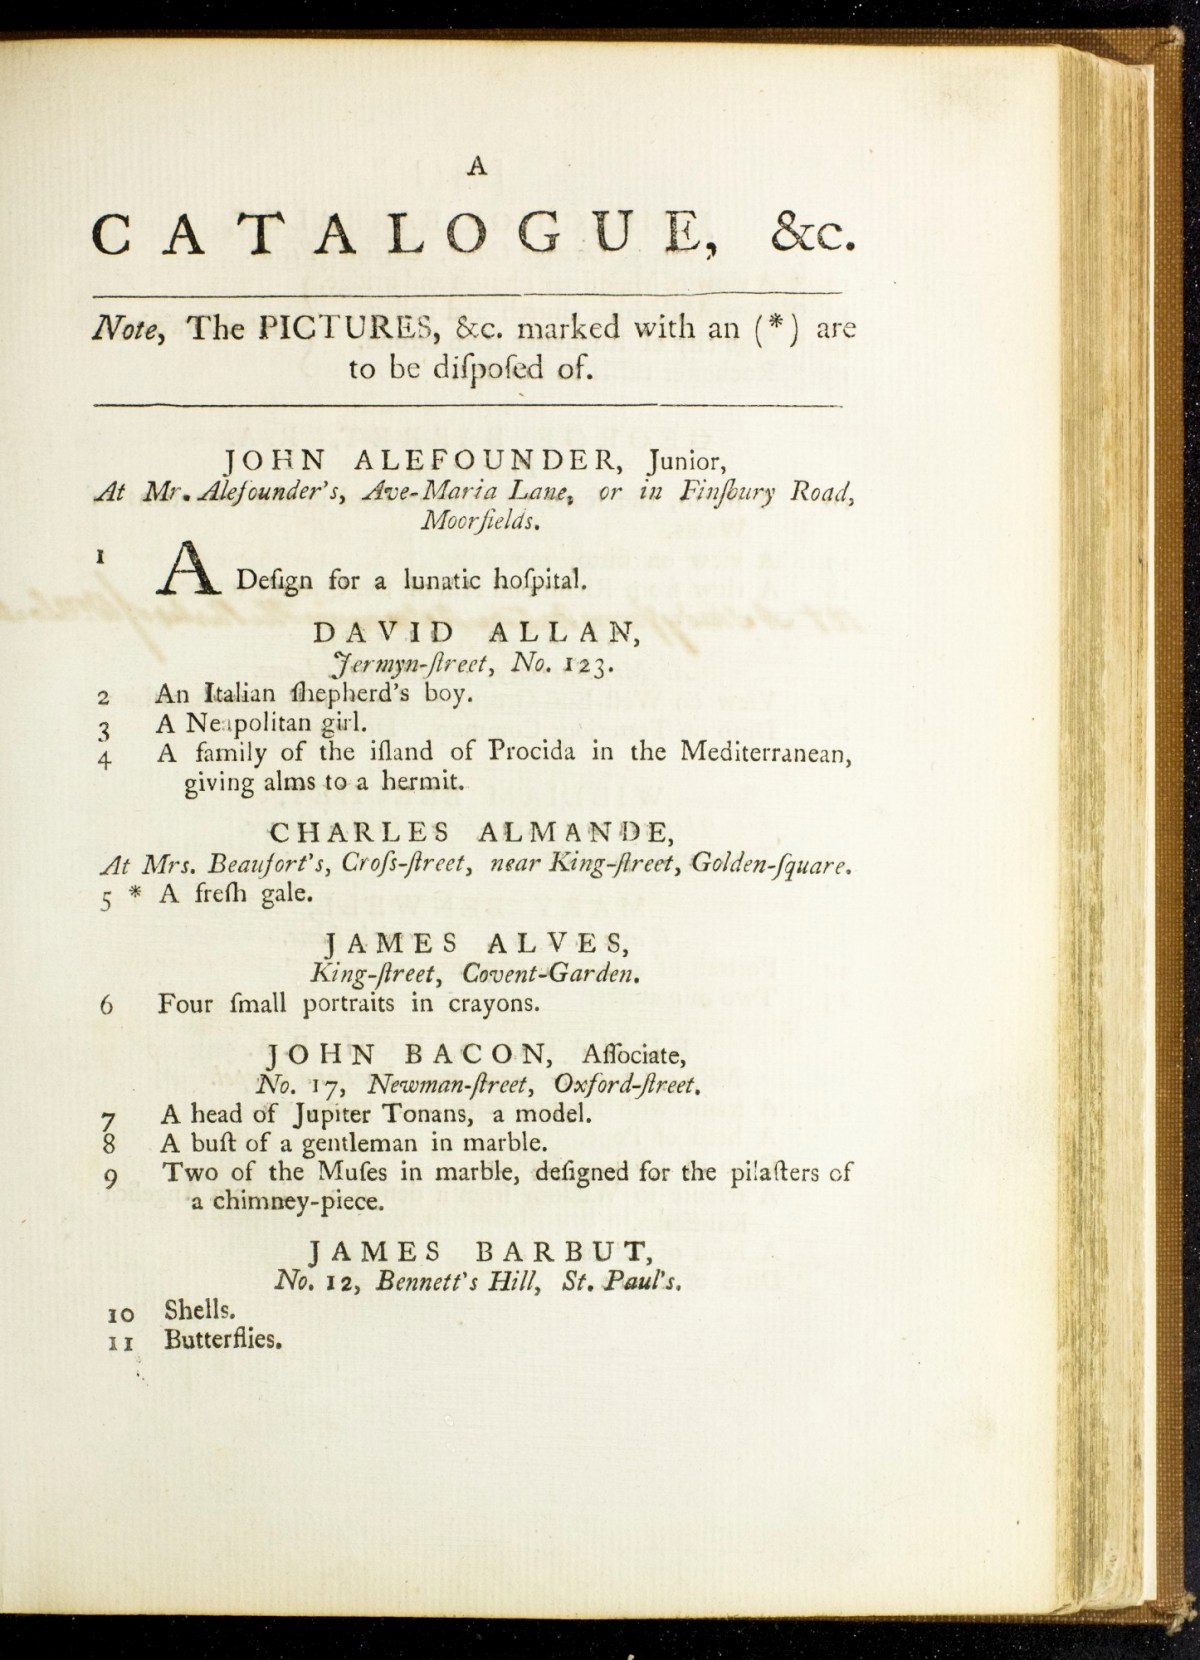 A
CATALOGUE, &c.
Note, The PICTURES, &c. marked with an (*) are
to be diſpoſed of.
JOHN ALEFOUNDER, Junior,
At Mr. Alefounder's, Ave-Maria Lane, or in Finſbury Road,
Moorfields.
1 A Deſign for a lunatic hoſpital.
DAVID ALLAN,
Jermyn-ſtreet, No. 123.
2 An Italian ſhepherd's boy.
3 A Neapolitan girl.
4 A family of the iſland of Procida in the Mediterranean,
giving alms to a hermit.
CHARLES ALMANDE,
At Mrs. Beaufort's, Croſs-ſtreet, near King-ſtreet, Golden-ſquare.
5 * A freſh gale.
JAMES ALVES,
King-ſtreet, Covent-Garden.
6 Four ſmall portraits in crayons.
JOHN BACON, Aſſociate,
No. 17, Newman-ſtreet, Oxford-ſtreet.
7 A head of Jupiter Tonans, a model.
8 A buſt of a gentleman in marble.
9 Two of the Muſes in marble, deſigned for the pilaſters of
a chimney-piece.
JAMES BARBUT,
No. 12, Bennett's Hill, St. Paul's.
10 Shells.
11 Butterflies.